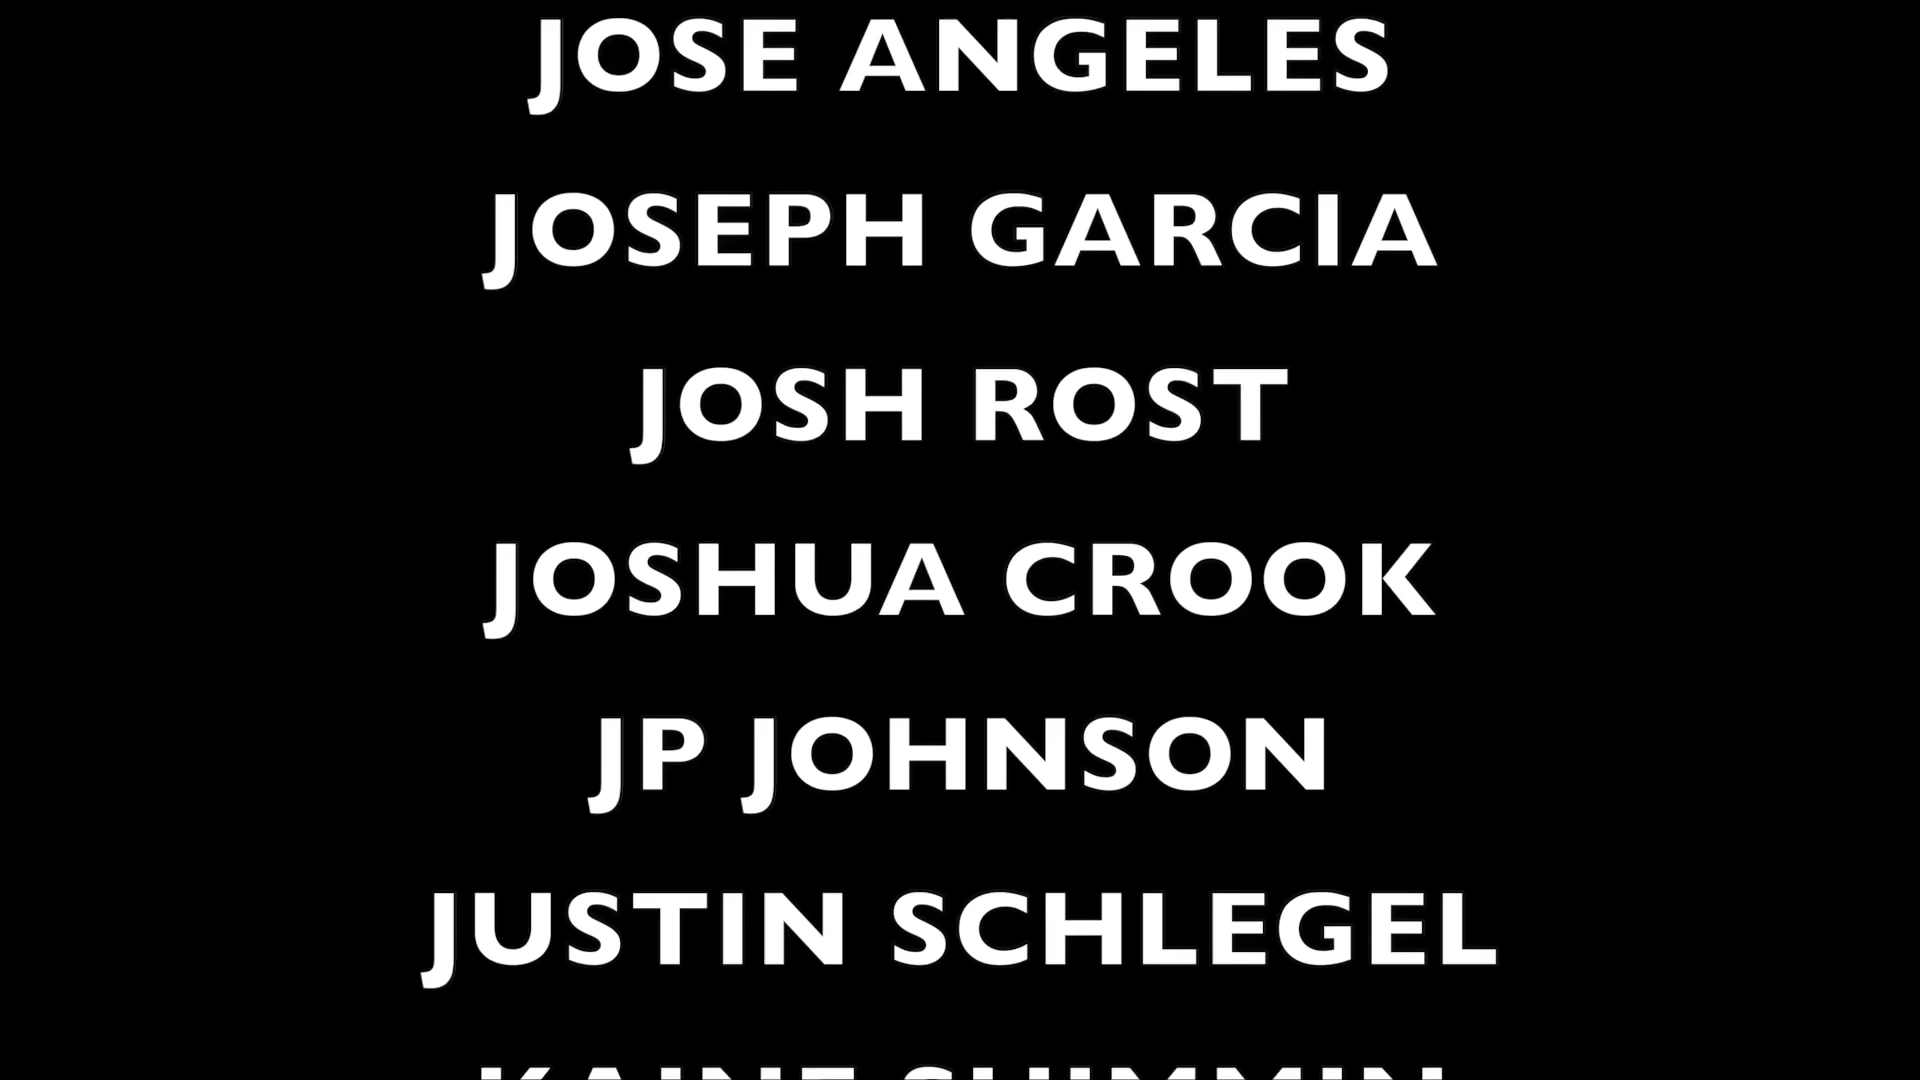 JOSE ANGELES
JOSEPH GARCIA
JOSH ROST
JOSHUA CROOK
JP JOHNSON
JUSTIN SCHLEGEL